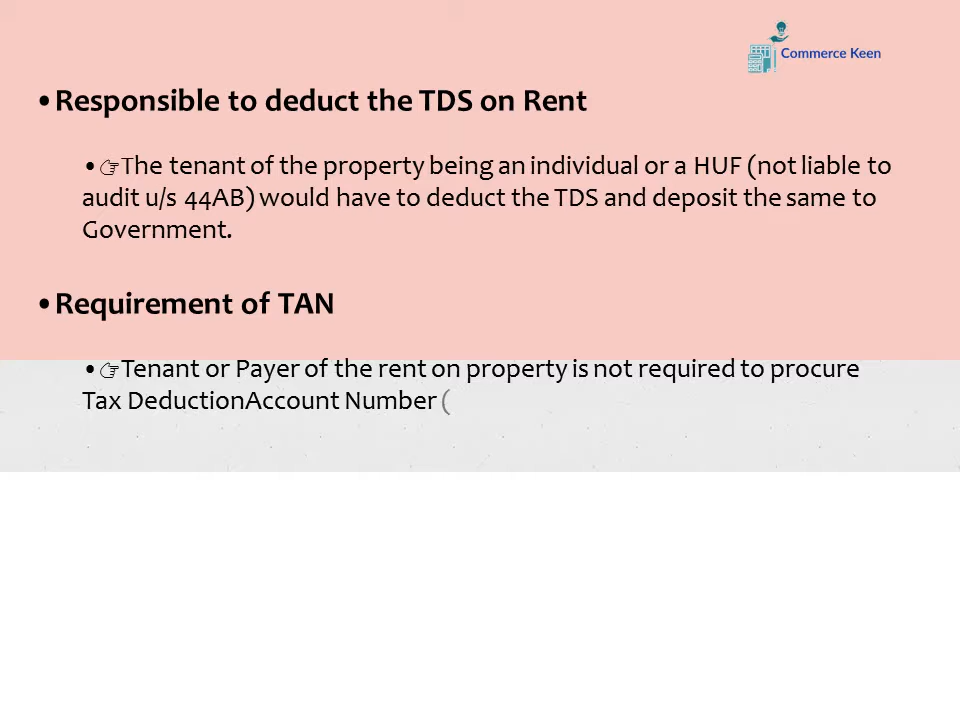 Commerce Keen
•Responsible to deduct the TDS on Rent
•👉The tenant of the property being an individual or a HUF (not liable to
audit u/s 44AB) would have to deduct the TDS and deposit the same to
Government.
•Requirement of TAN
•👉Tenant or Payer of the rent on property is not required to procure
Tax DeductionAccount Number (